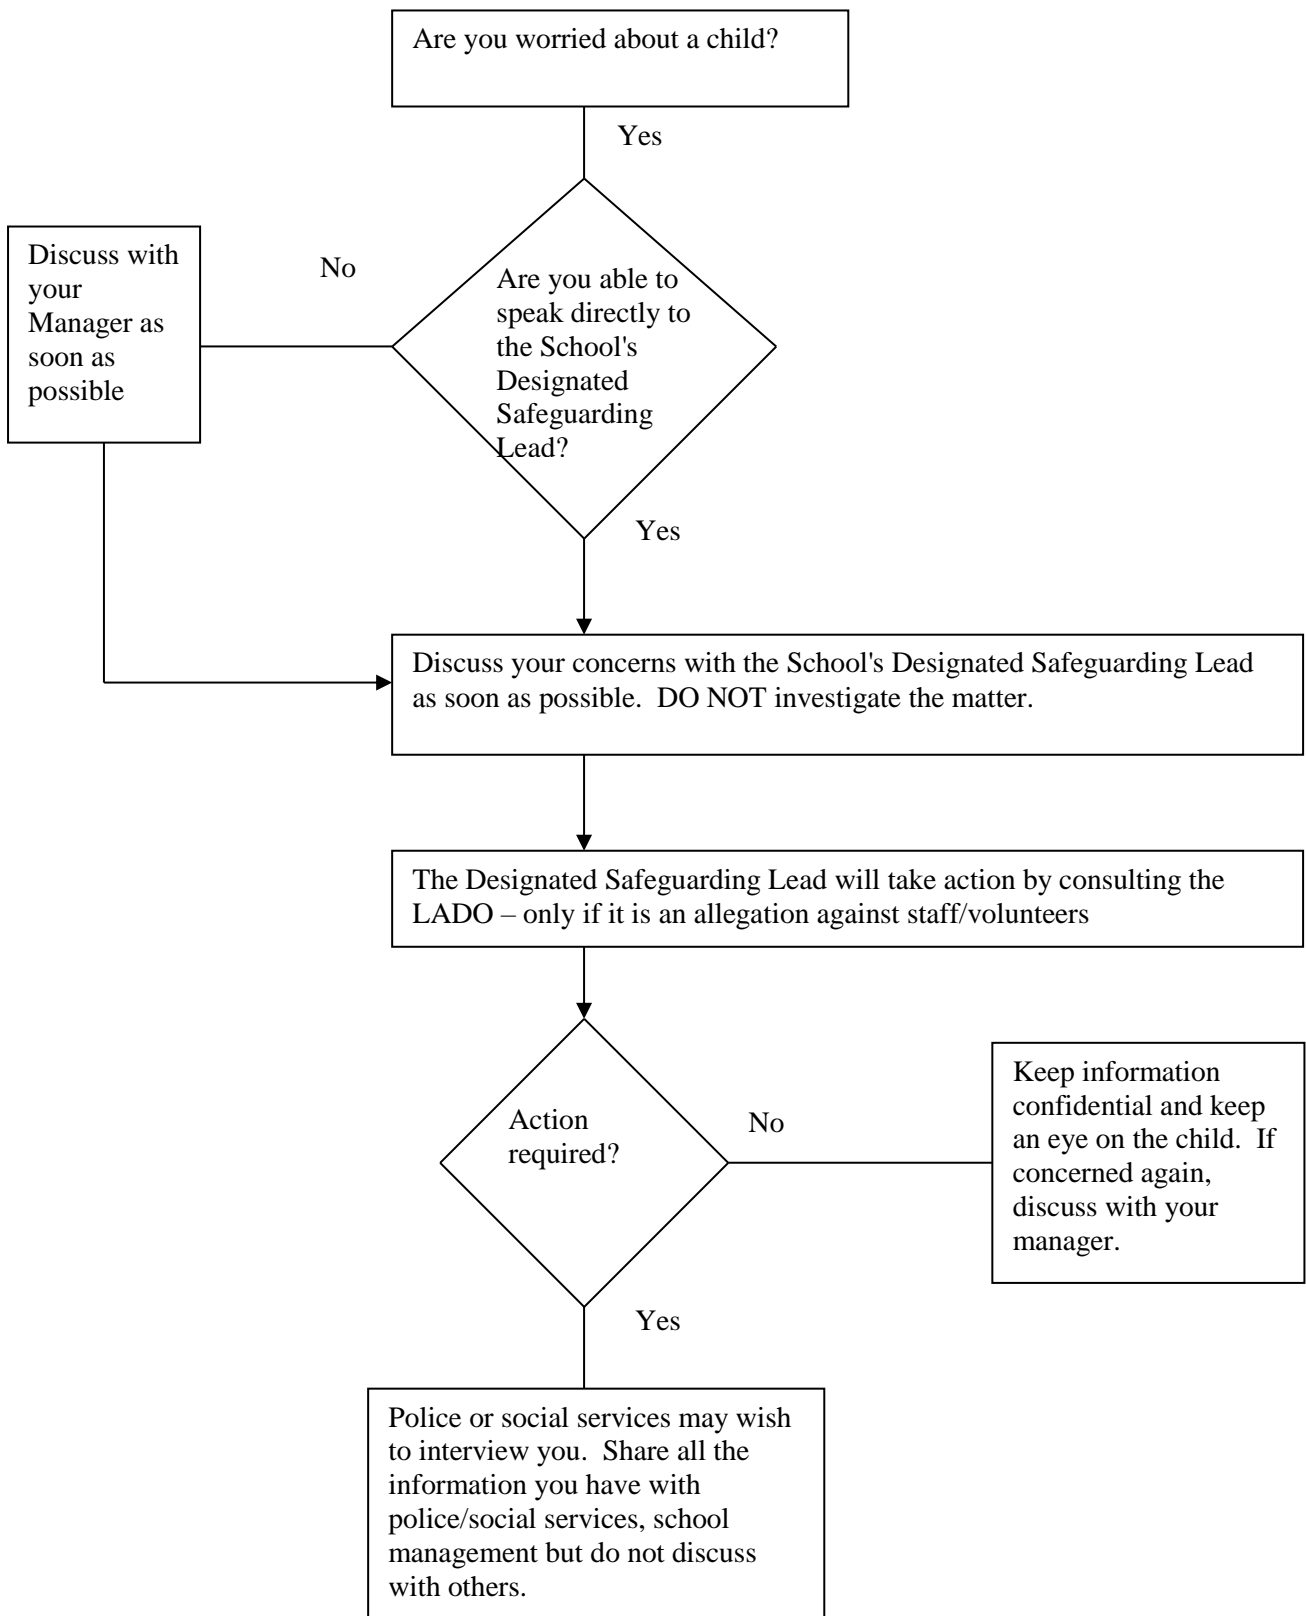 Are you worried about a child?
Yes
Discuss with
your
Manager as
soon as
possible
No
Are you able to
speak directly to
the School's
Designated
Safeguarding
Lead?
Yes
Discuss your concerns with the School's Designated Safeguarding Lead
as soon as possible.  DO NOT investigate the matter.
The Designated Safeguarding Lead will take action by consulting the
LADO – only if it is an allegation against staff/volunteers
Action
required?
No
Keep information
confidential and keep
an eye on the child.  If
concerned again,
discuss with your
manager.
Yes
Police or social services may wish
to interview you.  Share all the
information you have with
police/social services, school
management but do not discuss
with others.